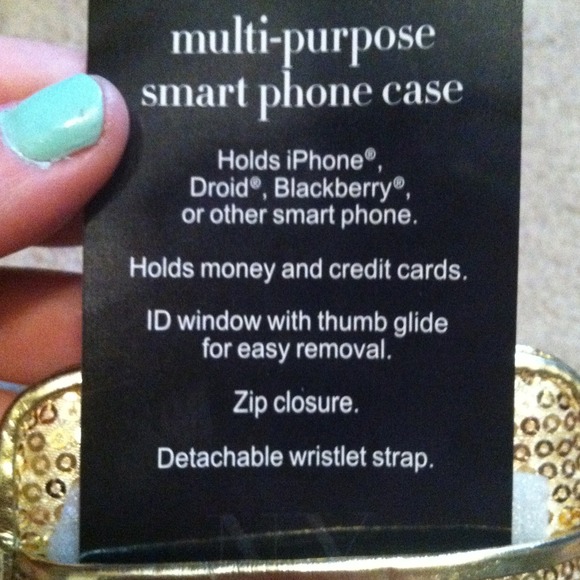 multi-purpose
smart phone case
Holds iPhone®,
Droid®, Blackberry®,
or other smart phone.
Holds money and credit cards.
ID window with thumb glide
for easy removal.
Zip closure.
Detachable wristlet strap.
NY